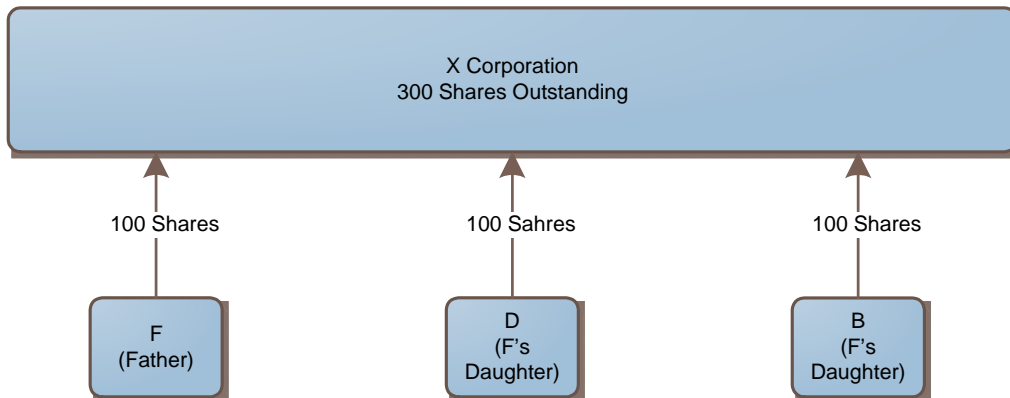 X Corporation
300 Shares Outstanding
100 Shares
100 Sahres
100 Shares
F
(Father)
D
(F’s
Daughter)
B
(F’s
Daughter)